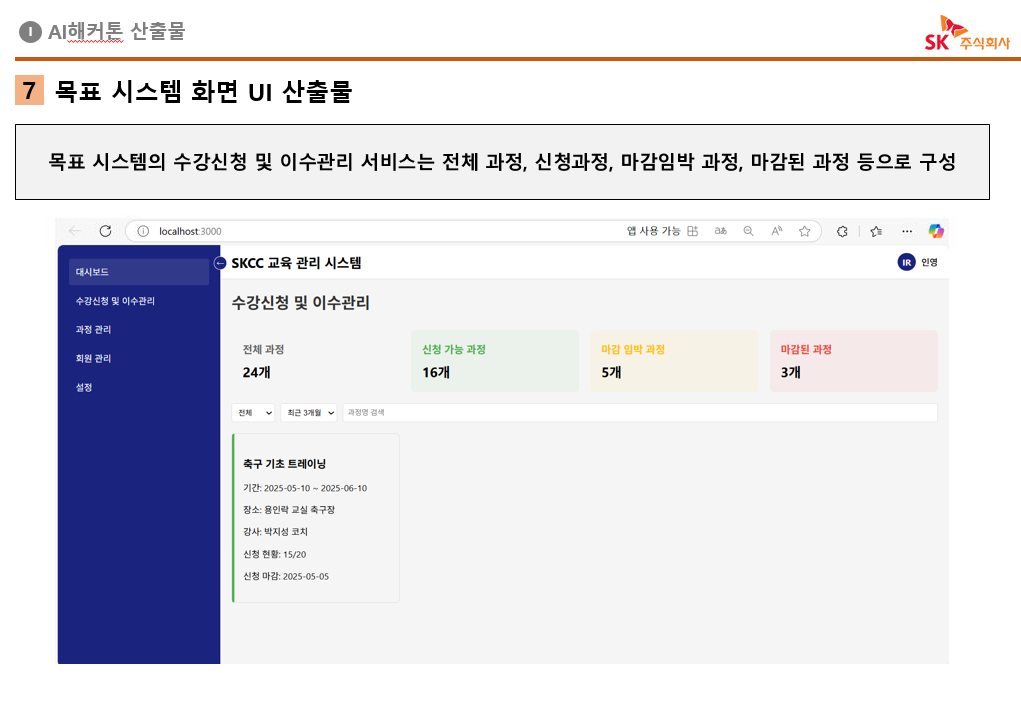 I AI해커톤 산출물
SK 주식회사
7 목표 시스템 화면 UI 산출물
목표 시스템의 수강신청 및 이수관리 서비스는 전체 과정, 신청과정, 마감임박 과정, 마감된 과정 등으로 구성
localhost:3000 앱 사용 가능
대시보드
수강신청 및 이수관리
과정 관리
회원 관리
설정
SKCC 교육 관리 시스템
IR 인영
수강신청 및 이수관리
전체 과정
24개
신청 가능 과정
16개
마감 임박 과정
5개
마감된 과정
3개
전체 최근 3개월 과정명 검색
축구 기초 트레이닝
기간: 2025-05-10 ~ 2025-06-10
장소: 용인락 교실 축구장
강사: 박지성 코치
신청 현황: 15/20
신청 마감: 2025-05-05